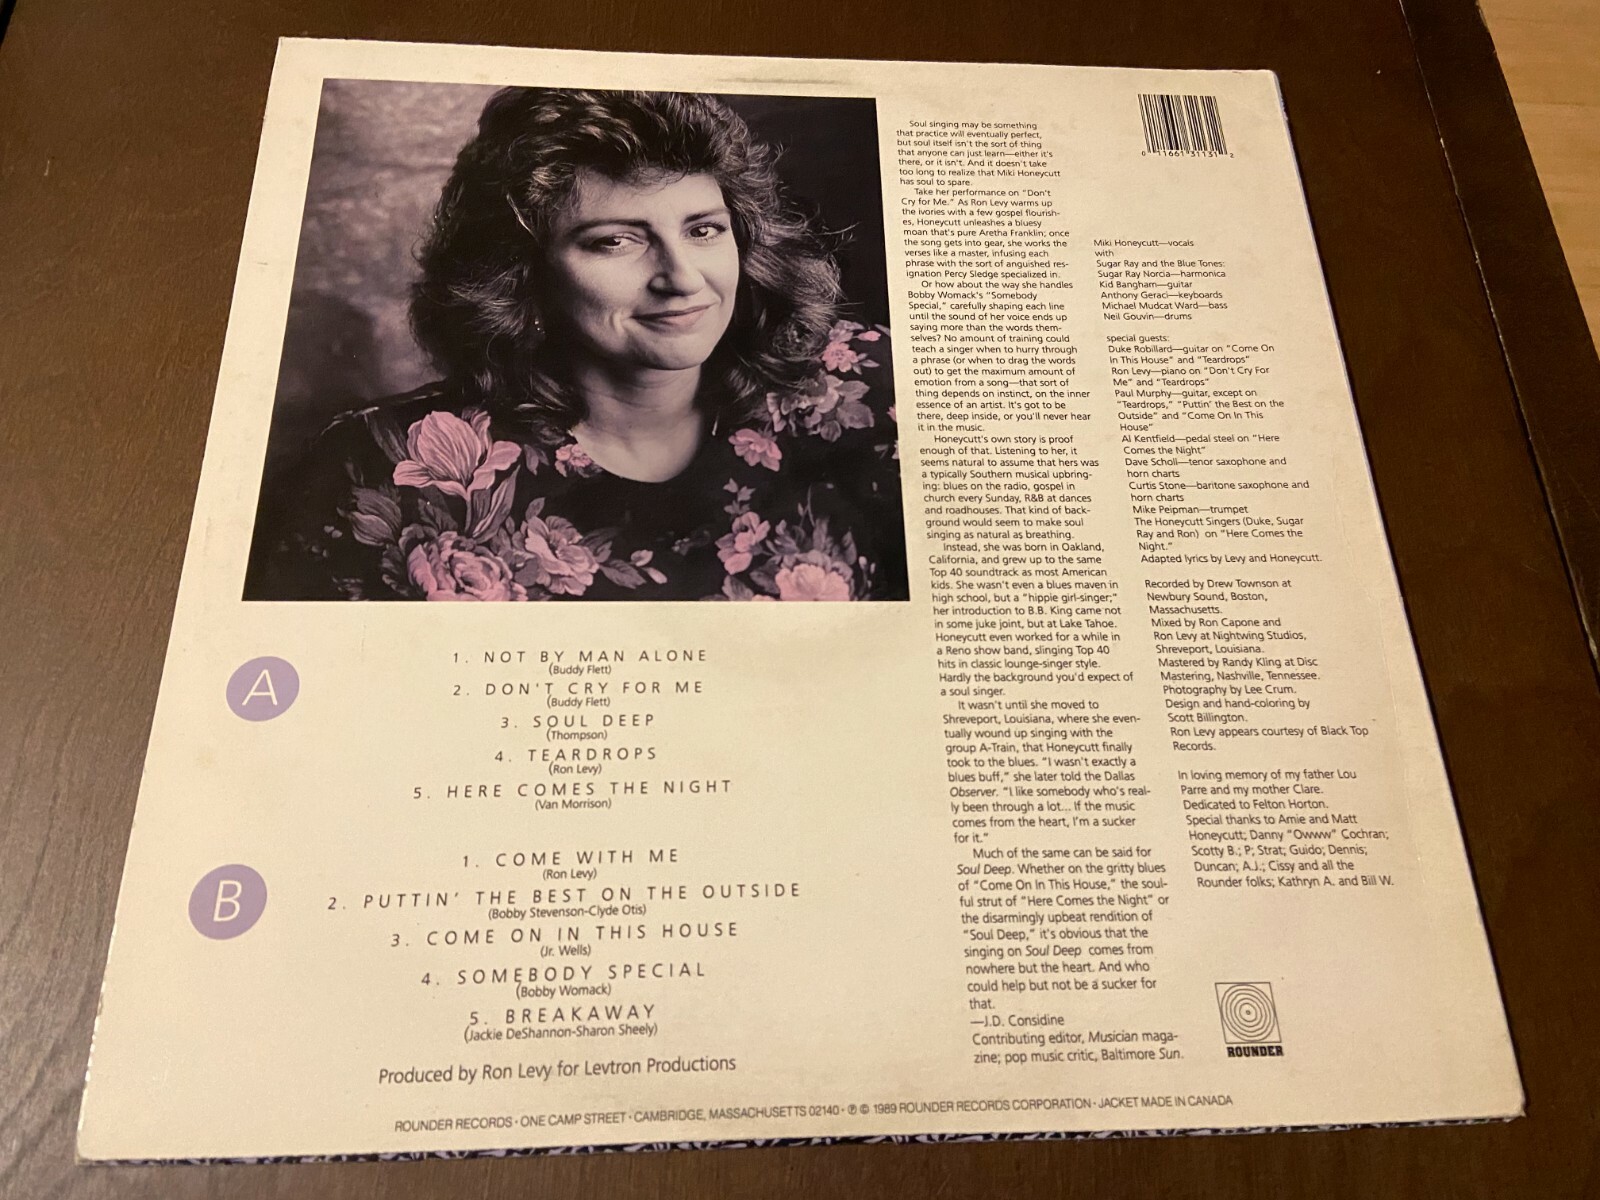 Soul singing may be something
that practice will eventually perfect,
but soul itself isn't the sort of thing
that anyone can just learn—either it's
there, or it isn't. And it doesn't take
too long to realize that Miki Honeycutt
has soul to spare.
Take her performance on "Don't
Cry for Me." As Ron Levy warms up
the ivories with a few gospel flourish-
es, Honeycutt unleashes a bluesy
moan that's pure Aretha Franklin; once
the song gets into gear, she works the
verses like a master, infusing each
phrase with the sort of anguished res-
ignation Percy Sledge specialized in.
Or how about the way she handles
Bobby Womack's "Somebody
Special," carefully shaping each line
until the sound of her voice ends up
saying more than the words them-
selves? No amount of training could
teach a singer when to hurry through
a phrase (or when to drag the words
out) to get the maximum amount of
emotion from a song—that sort of
thing depends on instinct, on the inner
essence of an artist. It's got to be
there, deep inside, or you'll never hear
it in the music.
Honeycutt's own story is proof
enough of that. Listening to her, it
seems natural to assume that hers was
a typically Southern musical upbring-
ing: blues on the radio, gospel in
church every Sunday, R&B at dances
and roadhouses. That kind of back-
ground would seem to make soul
singing as natural as breathing.
Instead, she was born in Oakland,
California, and grew up to the same
Top 40 soundtrack as most American
kids. She wasn't even a blues maven in
high school, but a "hippie girl-singer;"
her introduction to B.B. King came not
in some juke joint, but at Lake Tahoe.
Honeycutt even worked for a while in
a Reno show band, slinging Top 40
hits in classic lounge-singer style.
Hardly the background you'd expect of
a soul singer.
It wasn't until she moved to
Shreveport, Louisiana, where she even-
tually wound up singing with the
group A-Train, that Honeycutt finally
took to the blues. "I wasn't exactly a
blues buff," she later told the Dallas
Observer. "I like somebody who's real-
ly been through a lot... If the music
comes from the heart, I'm a sucker
for it."
Much of the same can be said for
Soul Deep. Whether on the gritty blues
of "Come On In This House," the soul-
ful strut of "Here Comes the Night" or
the disarmingly upbeat rendition of
"Soul Deep," it's obvious that the
singing on Soul Deep comes from
nowhere but the heart. And who
could help but not be a sucker for
that.
—J.D. Considine
Contributing editor, Musician maga-
zine; pop music critic, Baltimore Sun.
0 11661 31131 2
Miki Honeycutt—vocals
with
Sugar Ray and the Blue Tones:
Sugar Ray Norcia—harmonica
Kid Bangham—guitar
Anthony Geraci—keyboards
Michael Mudcat Ward—bass
Neil Gouvin—drums
special guests:
Duke Robillard—guitar on "Come On
In This House" and "Teardrops"
Ron Levy—piano on "Don't Cry For
Me" and "Teardrops"
Paul Murphy—guitar, except on
"Teardrops," "Puttin' the Best on the
Outside" and "Come On In This
House"
Al Kentfield—pedal steel on "Here
Comes the Night"
Dave Scholl—tenor saxophone and
horn charts
Curtis Stone—baritone saxophone and
horn charts
Mike Peipman—trumpet
The Honeycutt Singers (Duke, Sugar
Ray and Ron) on "Here Comes the
Night."
Adapted lyrics by Levy and Honeycutt.
Recorded by Drew Townson at
Newbury Sound, Boston,
Massachusetts.
Mixed by Ron Capone and
Ron Levy at Nightwing Studios,
Shreveport, Louisiana.
Mastered by Randy Kling at Disc
Mastering, Nashville, Tennessee.
Photography by Lee Crum.
Design and hand-coloring by
Scott Billington.
Ron Levy appears courtesy of Black Top
Records.
In loving memory of my father Lou
Parre and my mother Clare.
Dedicated to Felton Horton.
Special thanks to Amie and Matt
Honeycutt; Danny "Owww" Cochran;
Scotty B.; P; Strat; Guido; Dennis;
Duncan; A.J.; Cissy and all the
Rounder folks; Kathryn A. and Bill W.
ROUNDER
A
1. NOT BY MAN ALONE
(Buddy Flett)
2. DON'T CRY FOR ME
(Buddy Flett)
3. SOUL DEEP
(Thompson)
4. TEARDROPS
(Ron Levy)
5. HERE COMES THE NIGHT
(Van Morrison)
B
1. COME WITH ME
(Ron Levy)
2. PUTTIN' THE BEST ON THE OUTSIDE
(Bobby Stevenson-Clyde Otis)
3. COME ON IN THIS HOUSE
(Jr. Wells)
4. SOMEBODY SPECIAL
(Bobby Womack)
5. BREAKAWAY
(Jackie DeShannon-Sharon Sheely)
Produced by Ron Levy for Levtron Productions
ROUNDER RECORDS · ONE CAMP STREET · CAMBRIDGE, MASSACHUSETTS 02140 · ℗ © 1989 ROUNDER RECORDS CORPORATION · JACKET MADE IN CANADA